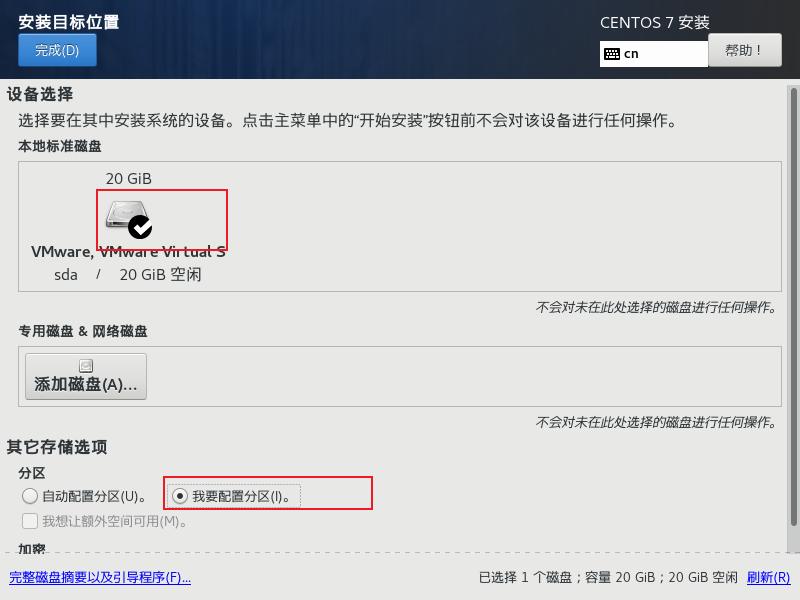 安装目标位置
CENTOS 7 安装
完成(D)
cn
帮助！
设备选择
选择要在其中安装系统的设备。点击主菜单中的“开始安装”按钮前不会对该设备进行任何操作。
本地标准磁盘
20 GiB
VMware, VMware Virtual S
sda / 20 GiB 空闲
不会对未在此处选择的磁盘进行任何操作。
专用磁盘 & 网络磁盘
添加磁盘(A)...
不会对未在此处选择的磁盘进行任何操作。
其它存储选项
分区
自动配置分区(U)。 我要配置分区(I)。
我想让额外空间可用(M)。
加密
完整磁盘摘要以及引导程序(F)...
已选择 1 个磁盘；容量 20 GiB；20 GiB 空闲 刷新(R)